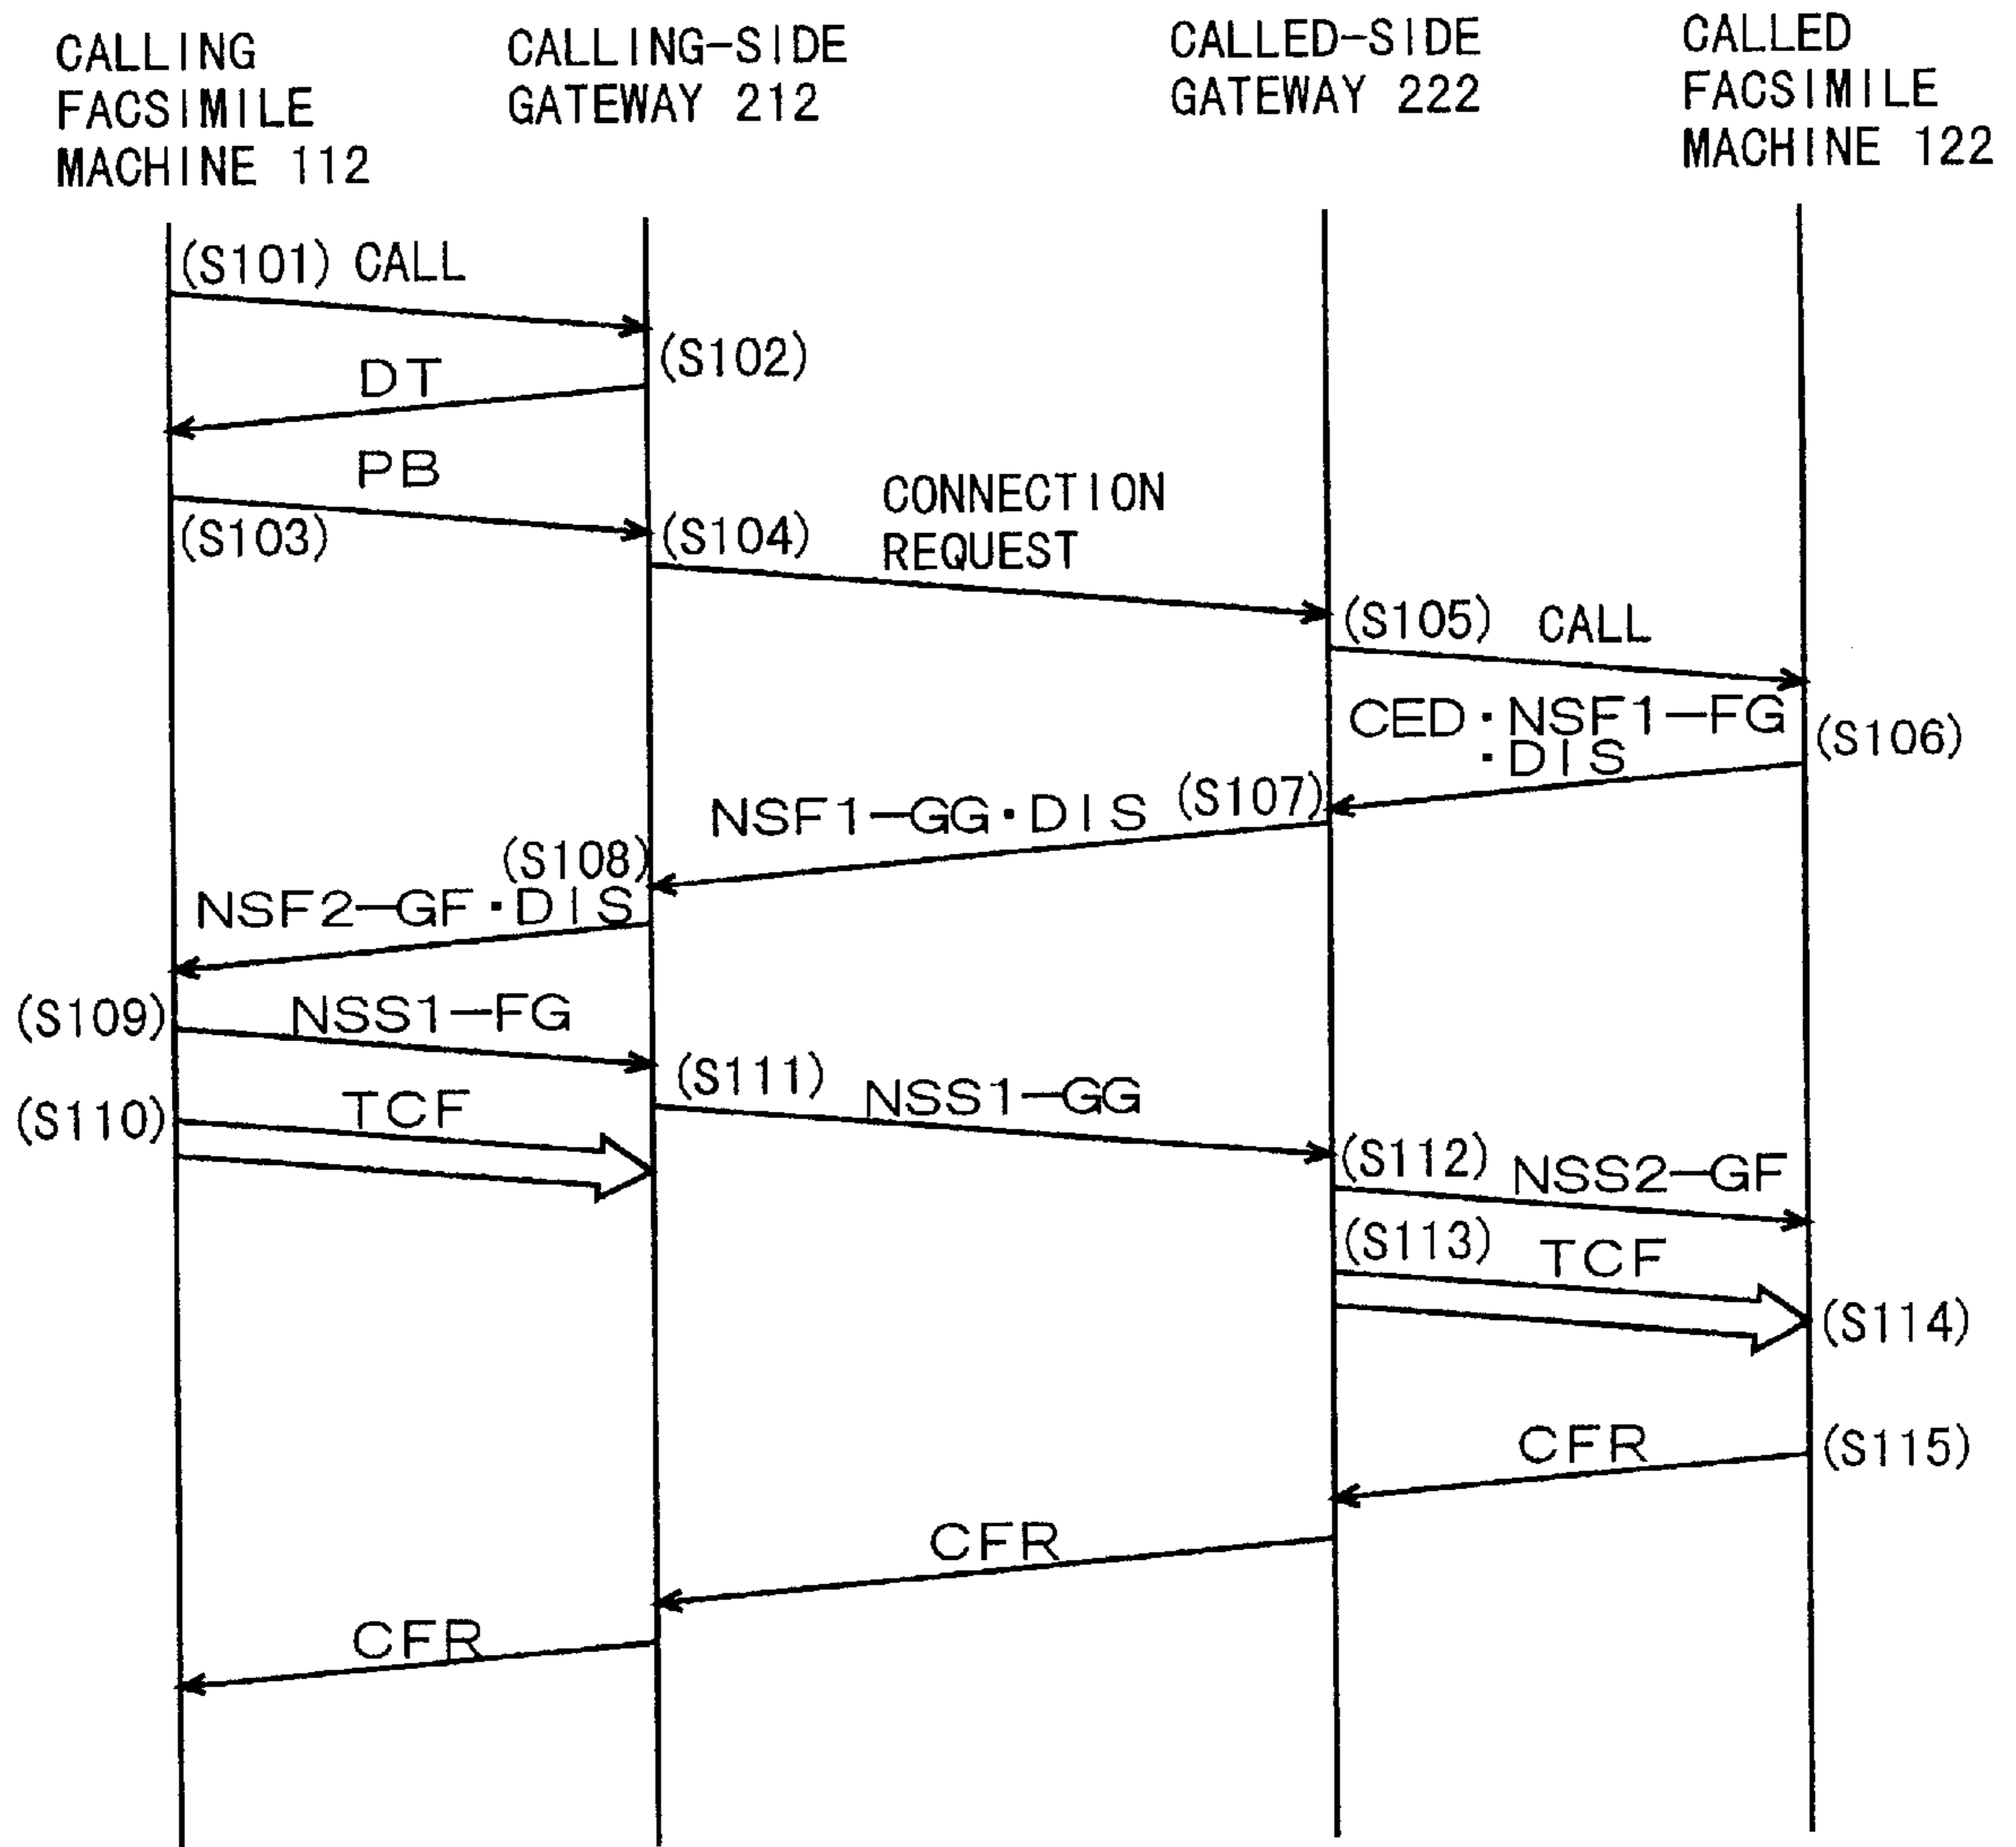 CALLING
FACSIMILE
MACHINE 112
CALLING-SIDE
GATEWAY 212
CALLED-SIDE
GATEWAY 222
CALLED
FACSIMILE
MACHINE 122
(S101) CALL
(S102)
DT
PB
(S103)
(S104)
CONNECTION
REQUEST
(S105) CALL
CED・NSF1-FG
・DIS
(S106)
(S107)
NSF1-GG・DIS
(S108)
NSF2-GF・DIS
(S109)
NSS1-FG
(S110)
TCF
(S111)
NSS1-GG
(S112)
NSS2-GF
(S113)
TCF
(S114)
CFR
(S115)
CFR
CFR